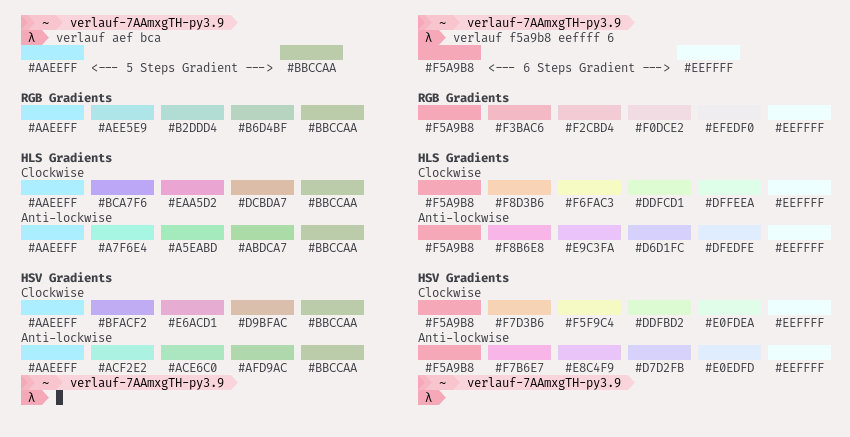 ~ verlauf-7AAmxgTH-py3.9
λ verlauf aef bca
#AAEEFF <--- 5 Steps Gradient ---> #BBCCAA
RGB Gradients
#AAEEFF #AEE5E9 #B2DDD4 #B6D4BF #BBCCAA
HLS Gradients
Clockwise
#AAEEFF #BCA7F6 #EAA5D2 #DCBDA7 #BBCCAA
Anti-lockwise
#AAEEFF #A7F6E4 #A5EABD #ABDCA7 #BBCCAA
HSV Gradients
Clockwise
#AAEEFF #BFACF2 #E6ACD1 #D9BFAC #BBCCAA
Anti-lockwise
#AAEEFF #ACF2E2 #ACE6C0 #AFD9AC #BBCCAA
~ verlauf-7AAmxgTH-py3.9
λ
~ verlauf-7AAmxgTH-py3.9
λ verlauf f5a9b8 eeffff 6
#F5A9B8 <--- 6 Steps Gradient ---> #EEFFFF
RGB Gradients
#F5A9B8 #F3BAC6 #F2CBD4 #F0DCE2 #EFEDF0 #EEFFFF
HLS Gradients
Clockwise
#F5A9B8 #F8D3B6 #F6FAC3 #DDFCD1 #DFFEEA #EEFFFF
Anti-lockwise
#F5A9B8 #F8B6E8 #E9C3FA #D6D1FC #DFEDFE #EEFFFF
HSV Gradients
Clockwise
#F5A9B8 #F7D3B6 #F5F9C4 #DDFBD2 #E0FDEA #EEFFFF
Anti-lockwise
#F5A9B8 #F7B6E7 #E8C4F9 #D7D2FB #E0EDFD #EEFFFF
~ verlauf-7AAmxgTH-py3.9
λ